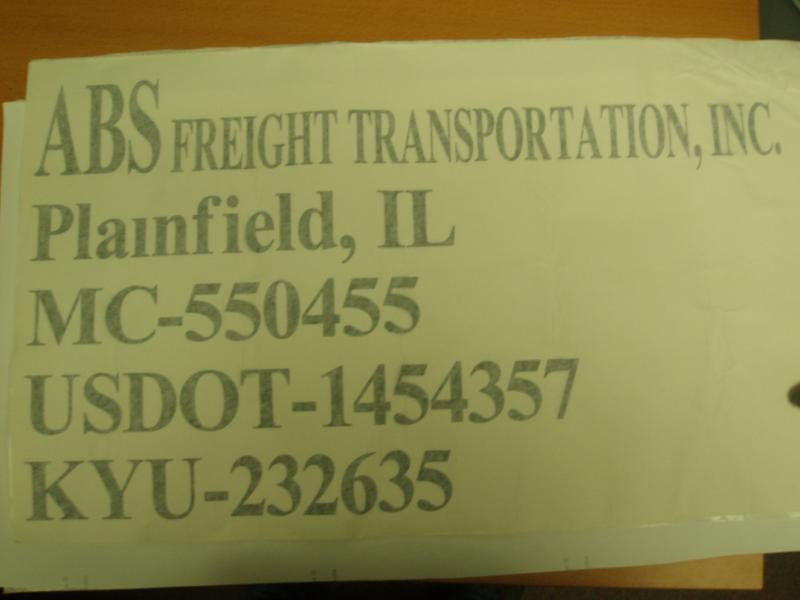 ABS FREIGHT TRANSPORTATION, INC.
Plainfield, IL
MC-550455
USDOT-1454357
KYU-232635